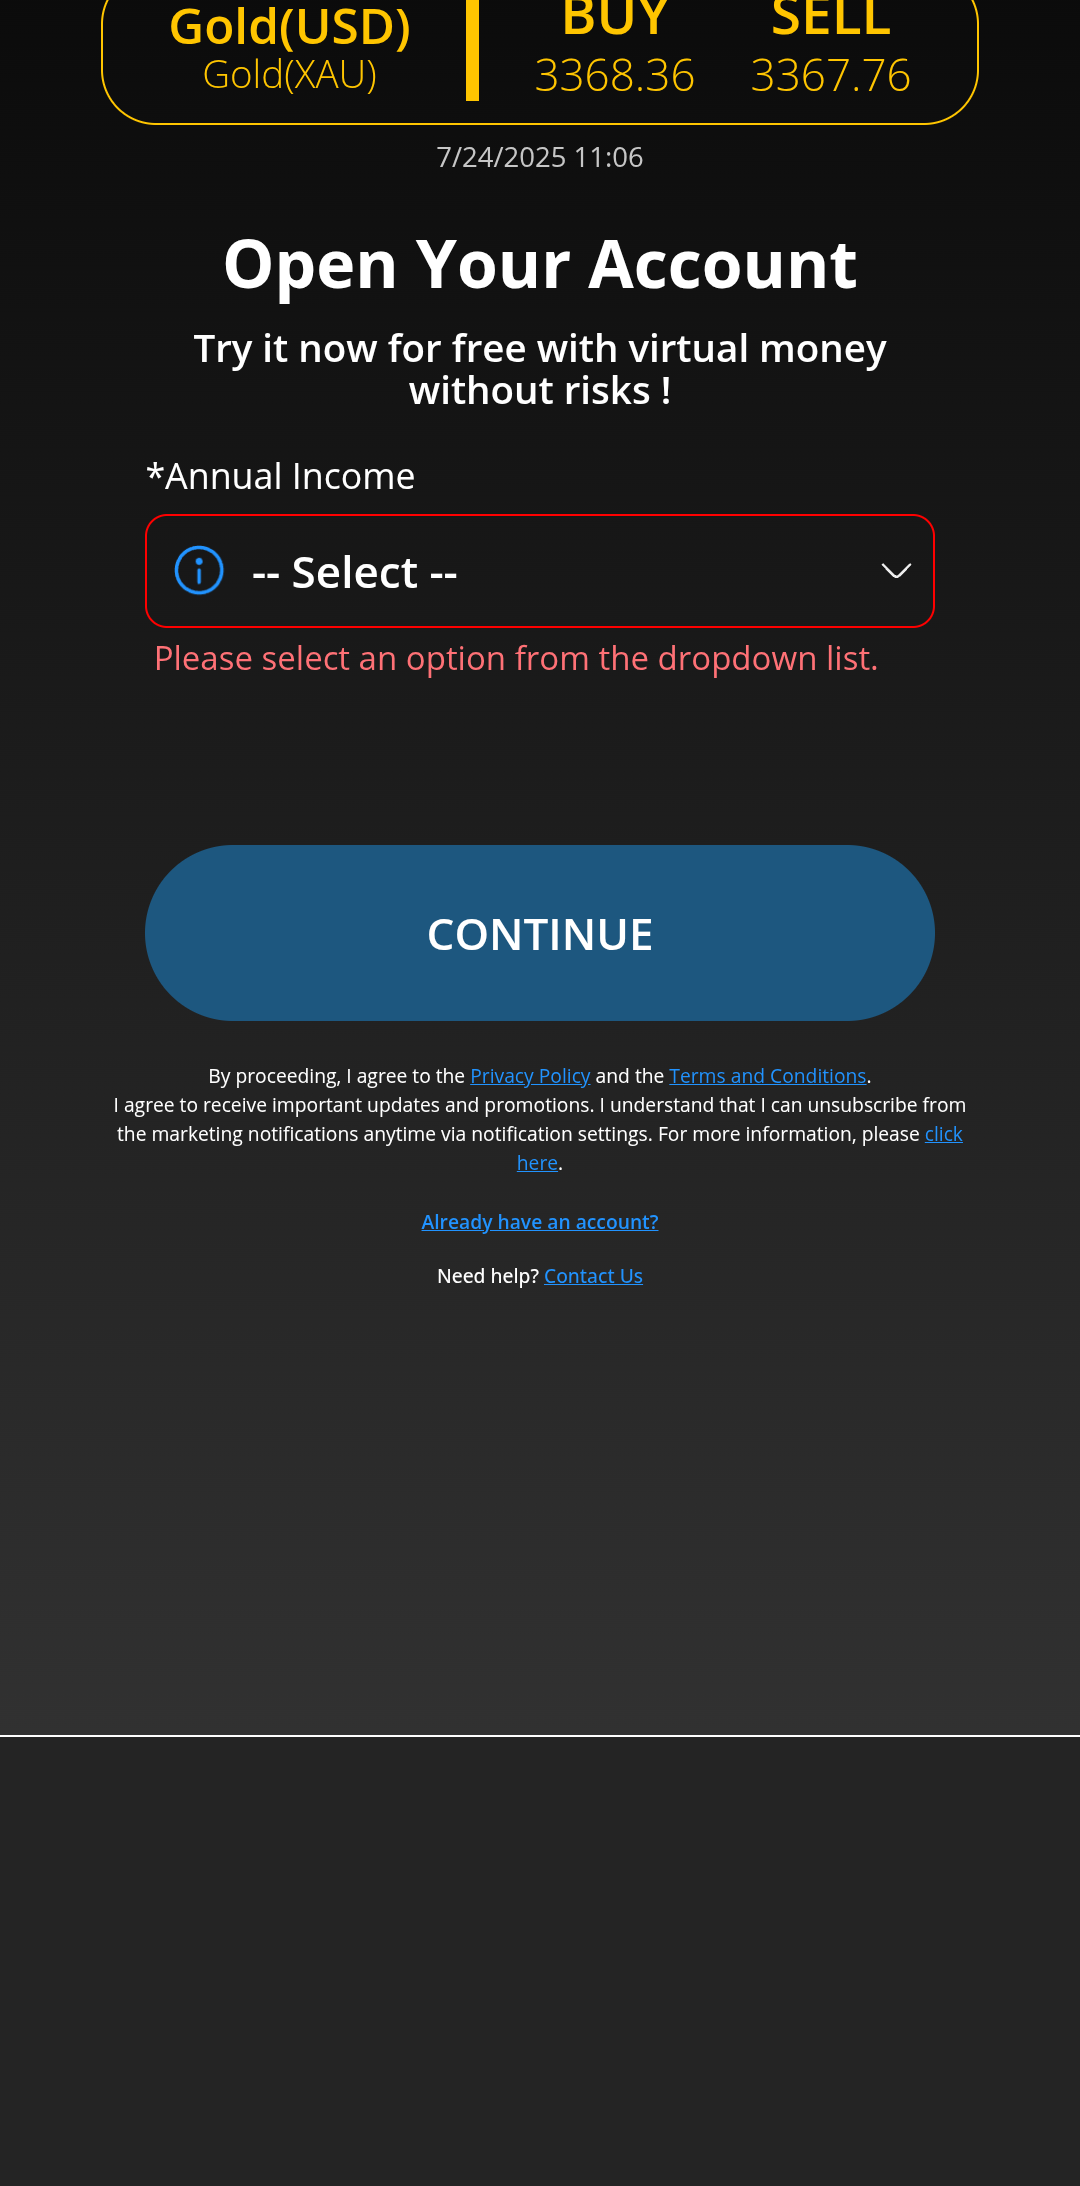 Gold(USD)
Gold(XAU)
BUY
3368.36
SELL
3367.76
7/24/2025 11:06
Open Your Account
Try it now for free with virtual money
without risks !
*Annual Income
-- Select --
Please select an option from the dropdown list.
CONTINUE
By proceeding, I agree to the Privacy Policy and the Terms and Conditions.
I agree to receive important updates and promotions. I understand that I can unsubscribe from
the marketing notifications anytime via notification settings. For more information, please click
here.
Already have an account?
Need help? Contact Us